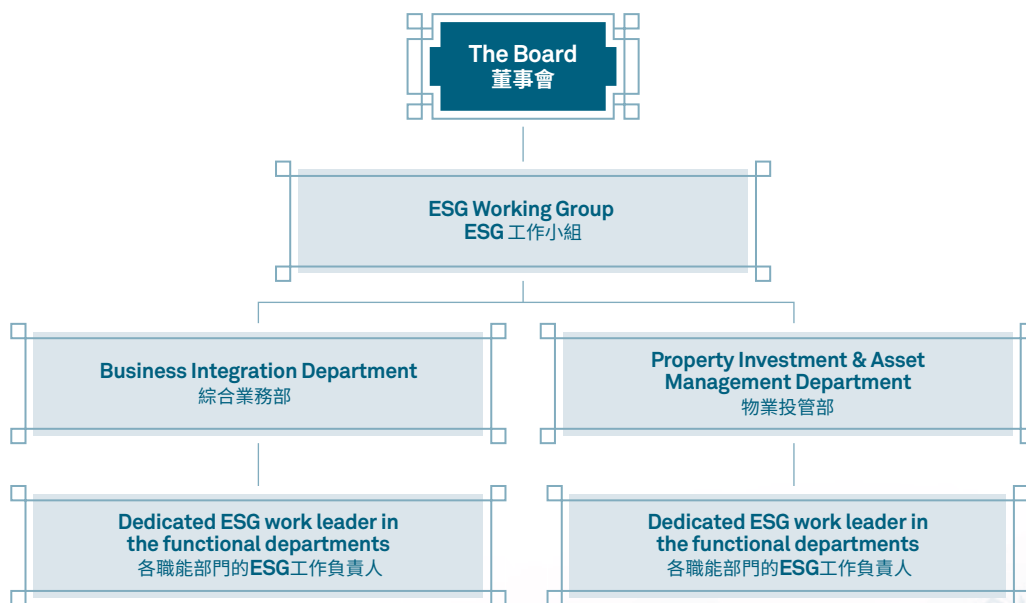 The Board
董事會
ESG Working Group
ESG 工作小組
Business Integration Department
綜合業務部
Property Investment & Asset
Management Department
物業投管部
Dedicated ESG work leader in
the functional departments
各職能部門的ESG工作負責人
Dedicated ESG work leader in
the functional departments
各職能部門的ESG工作負責人